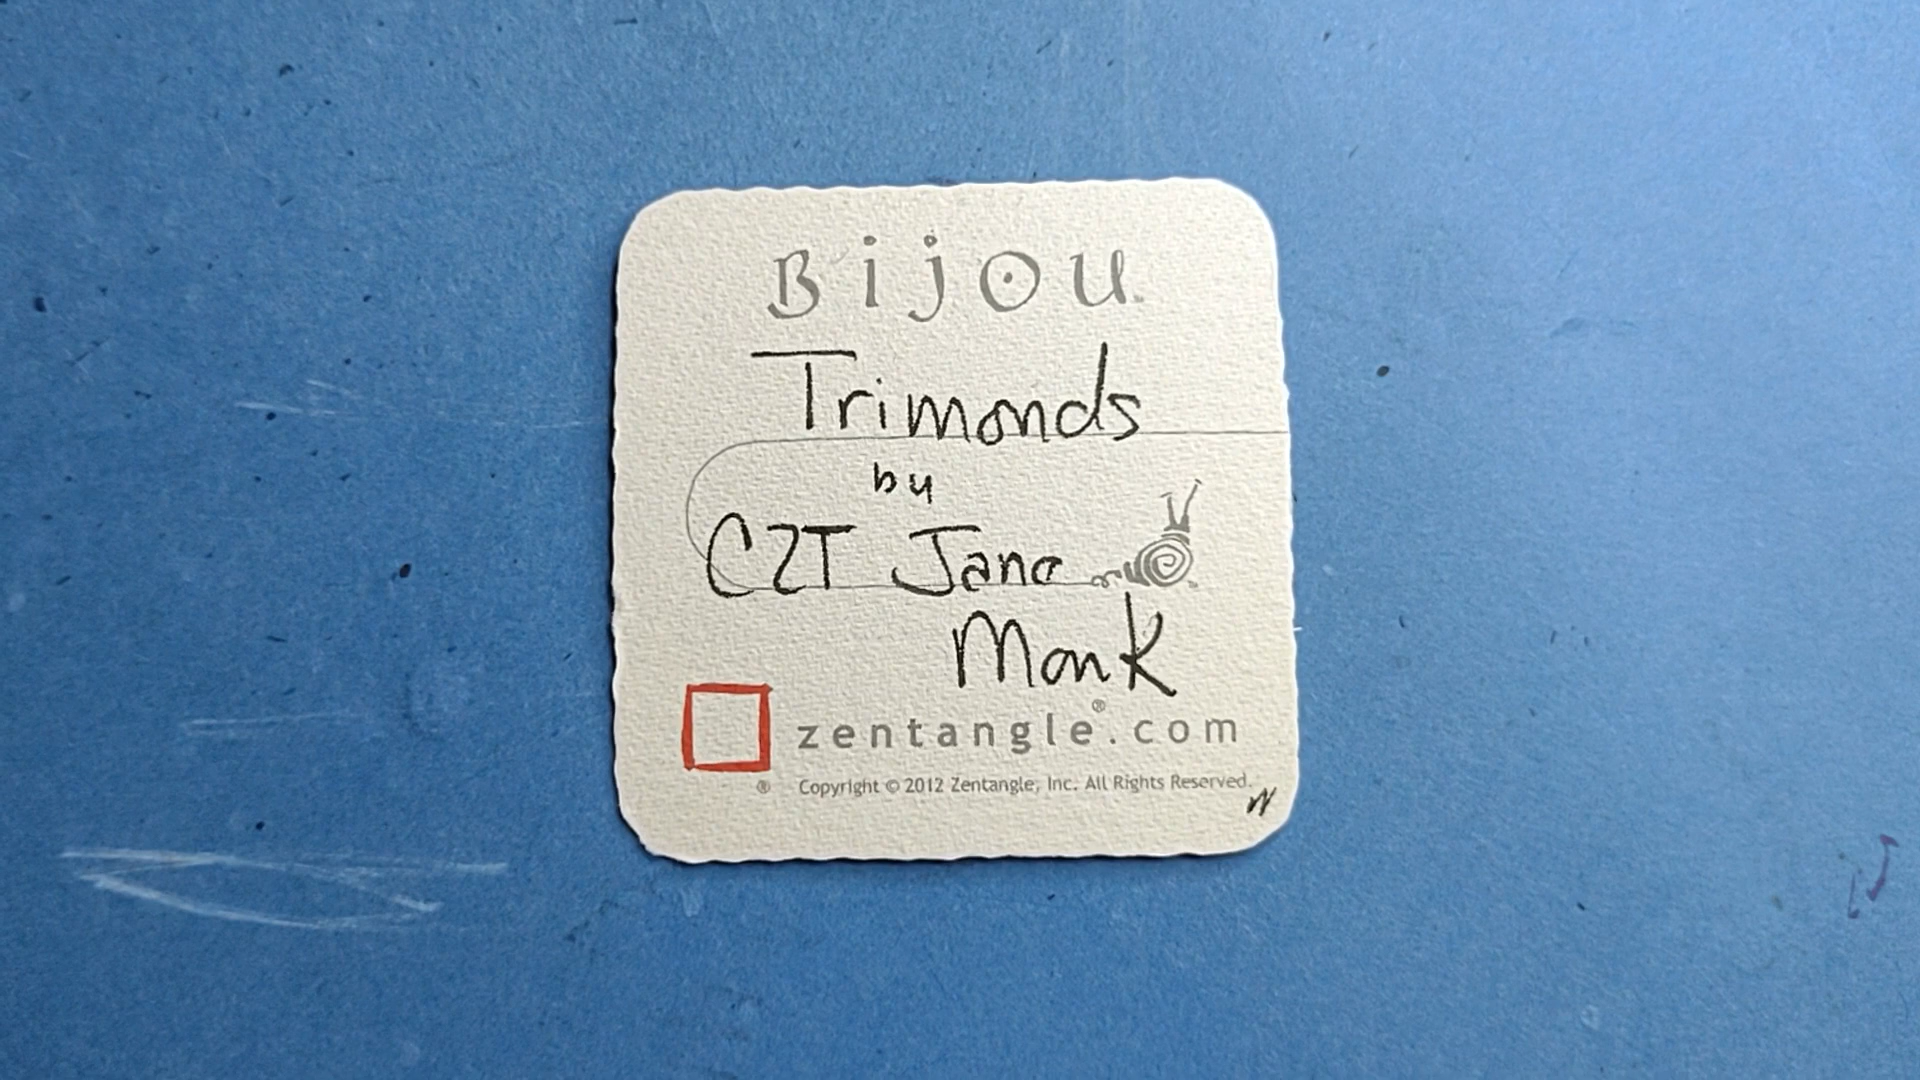 Bijou
Trimonds
by
CZT Jane
Monk
zentangle®.com
® Copyright © 2012 Zentangle, Inc. All Rights Reserved.